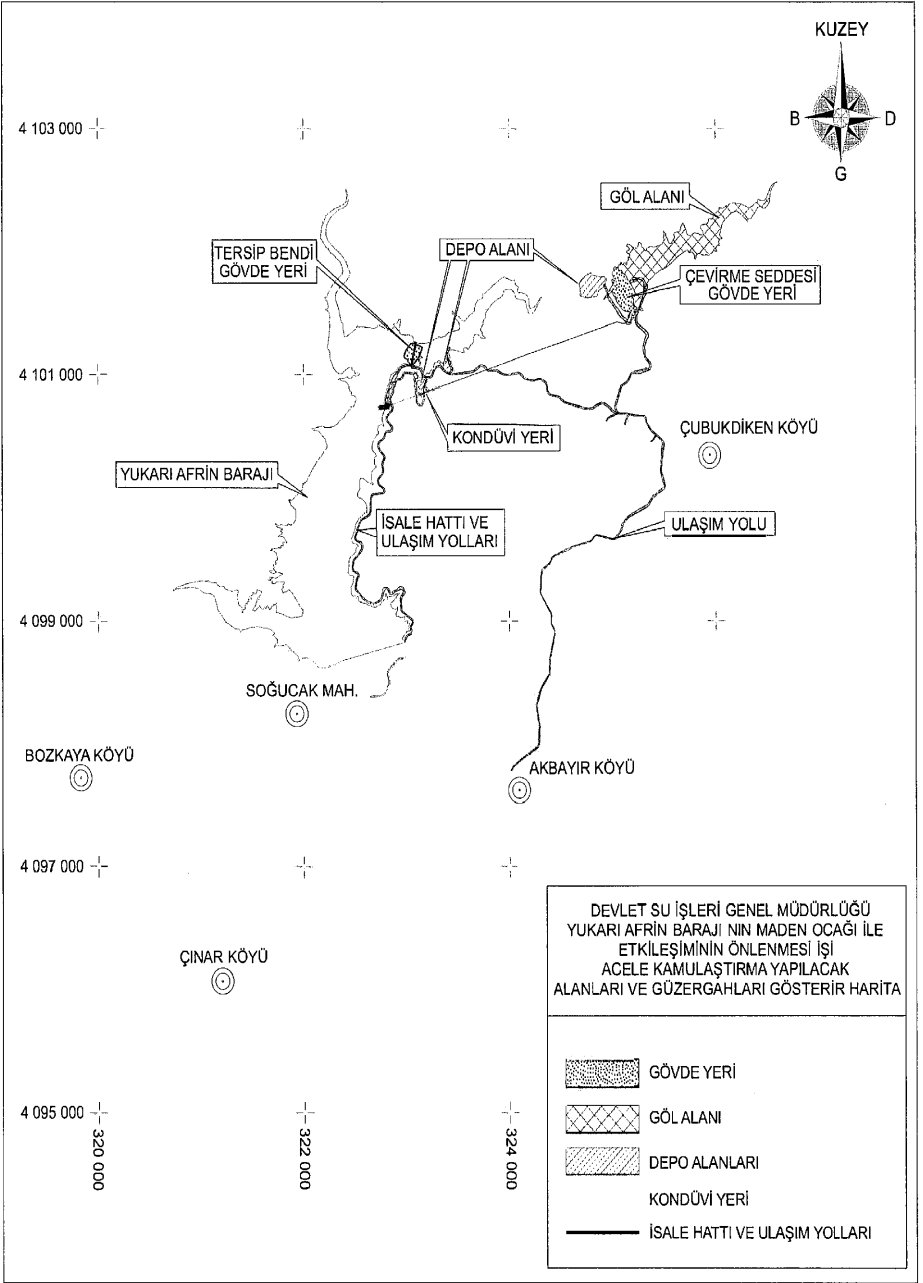 KUZEY
B
D
G
4 103 000
GÖL ALANI
TERSİP BENDİ
GÖVDE YERİ
DEPO ALANI
ÇEVİRME SEDDESİ
GÖVDE YERİ
4 101 000
KONDÜVİ YERİ
ÇUBUKDİKEN KÖYÜ
YUKARI AFRİN BARAJI
İSALE HATTI VE
ULAŞIM YOLLARI
ULAŞIM YOLU
4 099 000
SOĞUCAK MAH.
BOZKAYA KÖYÜ
AKBAYIR KÖYÜ
4 097 000
ÇINAR KÖYÜ
4 095 000
320 000
322 000
324 000
DEVLET SU İŞLERİ GENEL MÜDÜRLÜĞÜ
YUKARI AFRİN BARAJI NIN MADEN OCAĞI İLE
ETKİLEŞİMİNİN ÖNLENMESİ İŞİ
ACELE KAMULAŞTIRMA YAPILACAK
ALANLARI VE GÜZERGAHLARI GÖSTERİR HARİTA
GÖVDE YERİ
GÖL ALANI
DEPO ALANLARI
KONDÜVİ YERİ
İSALE HATTI VE ULAŞIM YOLLARI